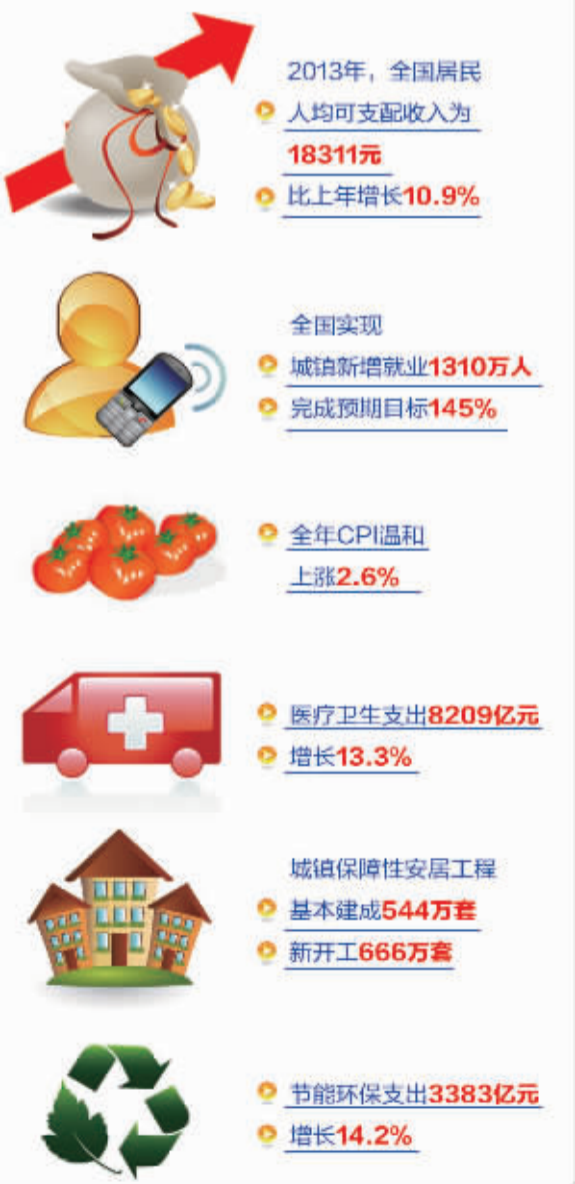 2013年，全国居民
人均可支配收入为
18311元
比上年增长10.9%
全国实现
城镇新增就业1310万人
完成预期目标145%
全年CPI温和
上涨2.6%
医疗卫生支出8209亿元
增长13.3%
城镇保障性安居工程
基本建成544万套
新开工666万套
节能环保支出3383亿元
增长14.2%